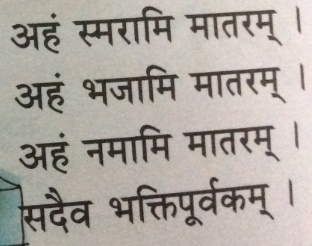 अहं स्मरामि मातरम् ।
अहं भजामि मातरम् ।
अहं नमामि मातरम् ।
सदैव भक्तिपूर्वकम् ।